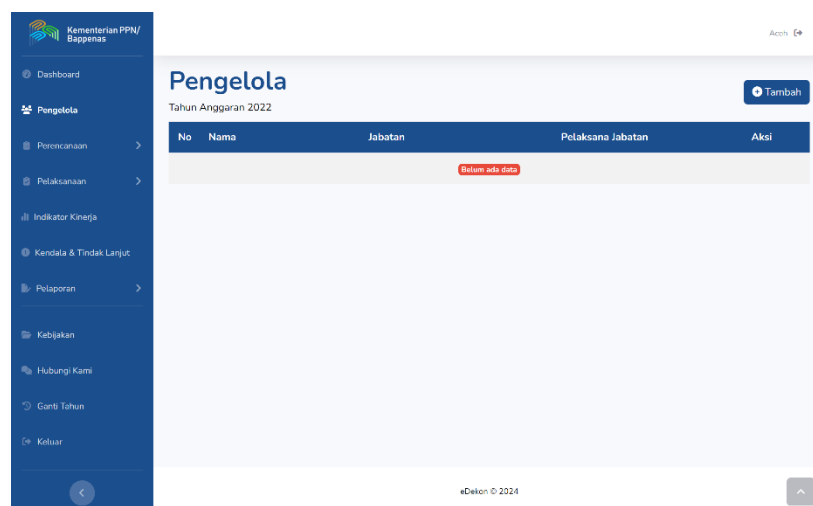 Kementerian PPN/
Bappenas
Aceh
Dashboard
Pengelola
Perencanaan
Pelaksanaan
Indikator Kinerja
Kendala & Tindak Lanjut
Pelaporan
Kebijakan
Hubungi Kami
Ganti Tahun
Keluar
Pengelola
Tahun Anggaran 2022
Tambah
No Nama Jabatan Pelaksana Jabatan Aksi
Belum ada data
eDekon © 2024